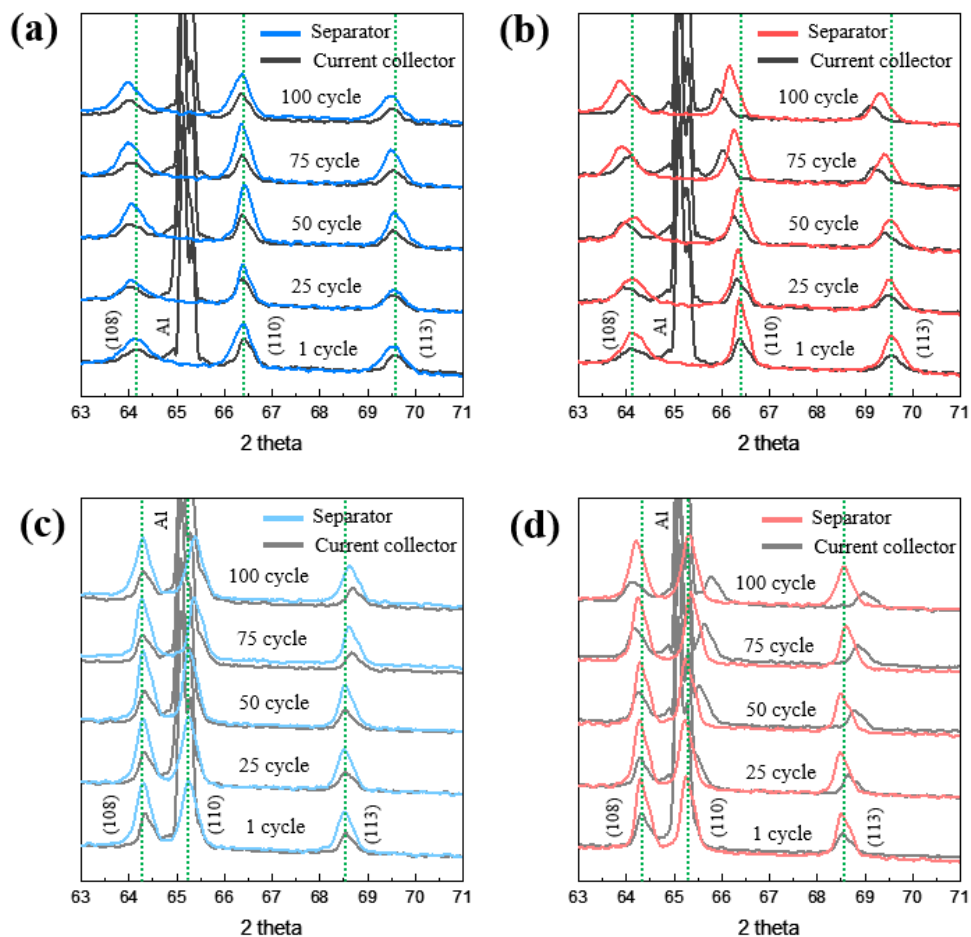 (a)
Separator
Current collector
100 cycle
75 cycle
50 cycle
25 cycle
1 cycle
(108)
A1
(110)
(113)
63 64 65 66 67 68 69 70 71
2 theta
(b)
Separator
Current collector
100 cycle
75 cycle
50 cycle
25 cycle
1 cycle
(108)
A1
(110)
(113)
63 64 65 66 67 68 69 70 71
2 theta
(c)
A1
Separator
Current collector
100 cycle
75 cycle
50 cycle
25 cycle
1 cycle
(108)
(110)
(113)
63 64 65 66 67 68 69 70 71
2 theta
(d)
A1
Separator
Current collector
100 cycle
75 cycle
50 cycle
25 cycle
1 cycle
(108)
(110)
(113)
63 64 65 66 67 68 69 70 71
2 theta